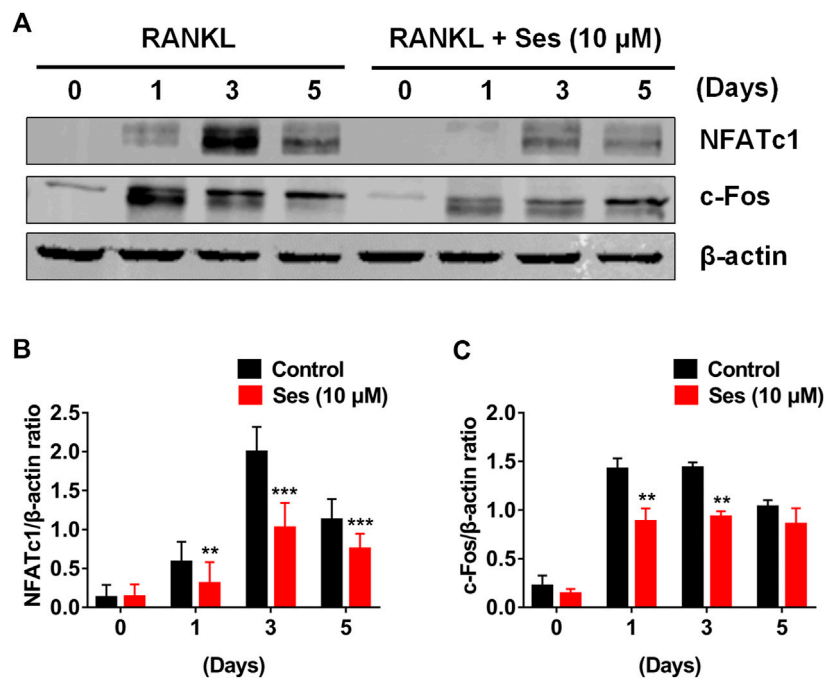 A
RANKL RANKL + Ses (10 µM)
0 1 3 5 0 1 3 5 (Days)
NFATc1
c-Fos
β-actin
B
Control
Ses (10 µM)
NFATc1/β-actin ratio
2.5
2.0
1.5
1.0
0.5
0.0
**
***
***
0 1 3 5
(Days)
C
Control
Ses (10 µM)
c-Fos/β-actin ratio
2.0
1.5
1.0
0.5
0.0
**
**
0 1 3 5
(Days)